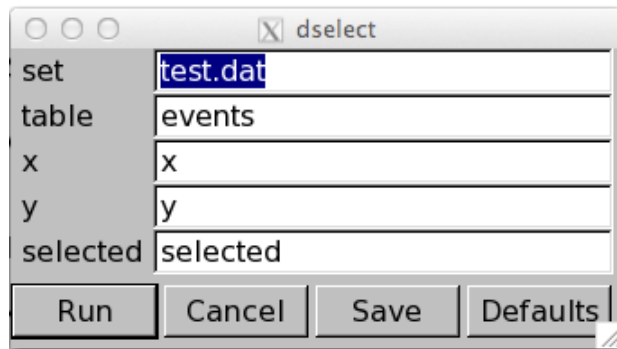 dselect
set test.dat
table events
x x
y y
selected selected
Run Cancel Save Defaults